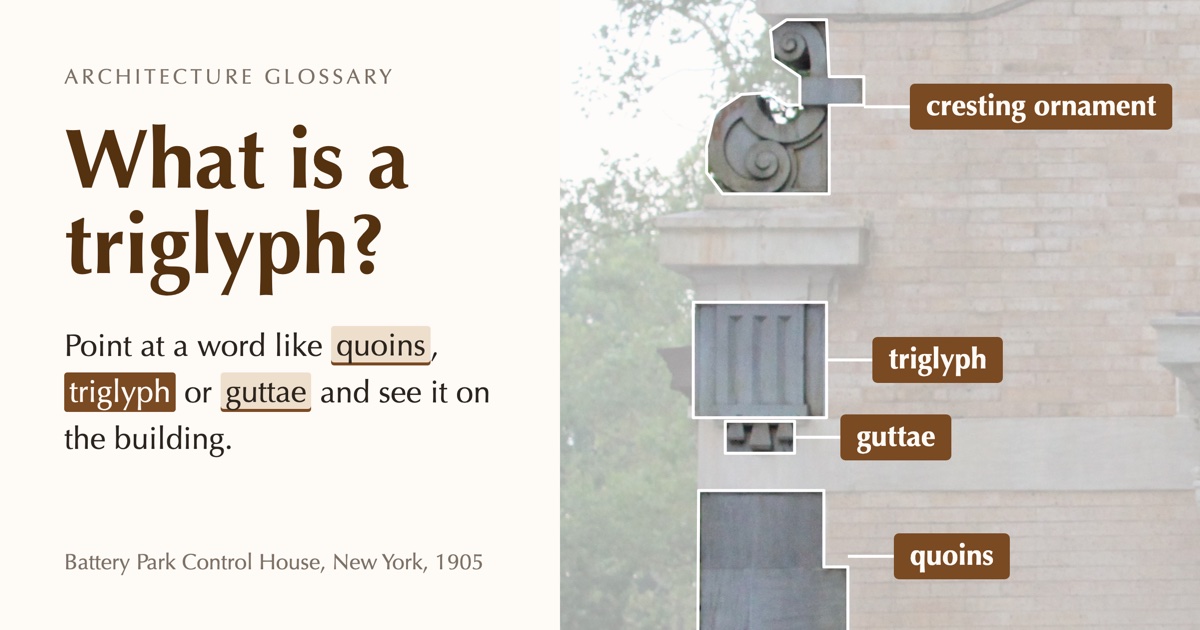 ARCHITECTURE GLOSSARY
What is a
triglyph?
Point at a word like quoins,
triglyph or guttae and see it on
the building.
Battery Park Control House, New York, 1905
cresting ornament
triglyph
guttae
quoins